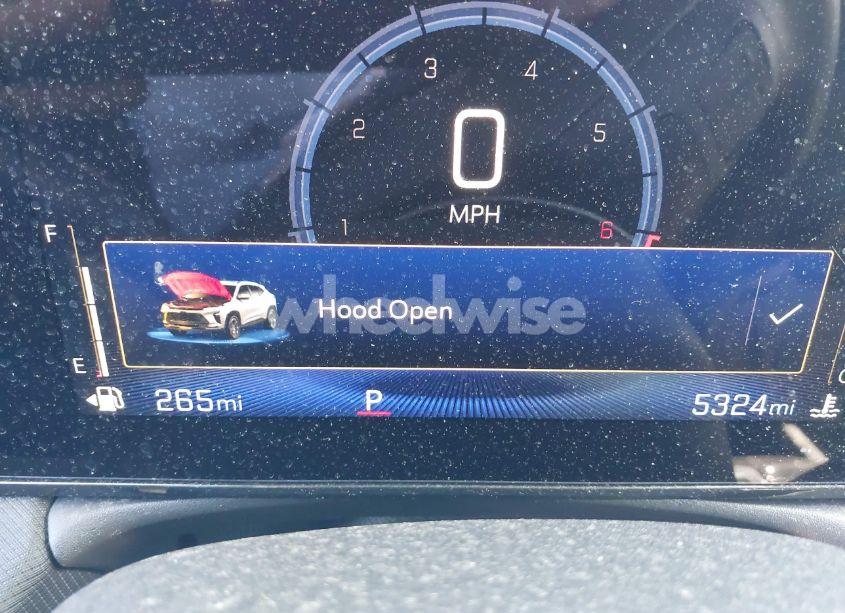 3 4
2 5
0
MPH
1 6
F
wheelwise
Hood Open
E
265mi P 5324mi